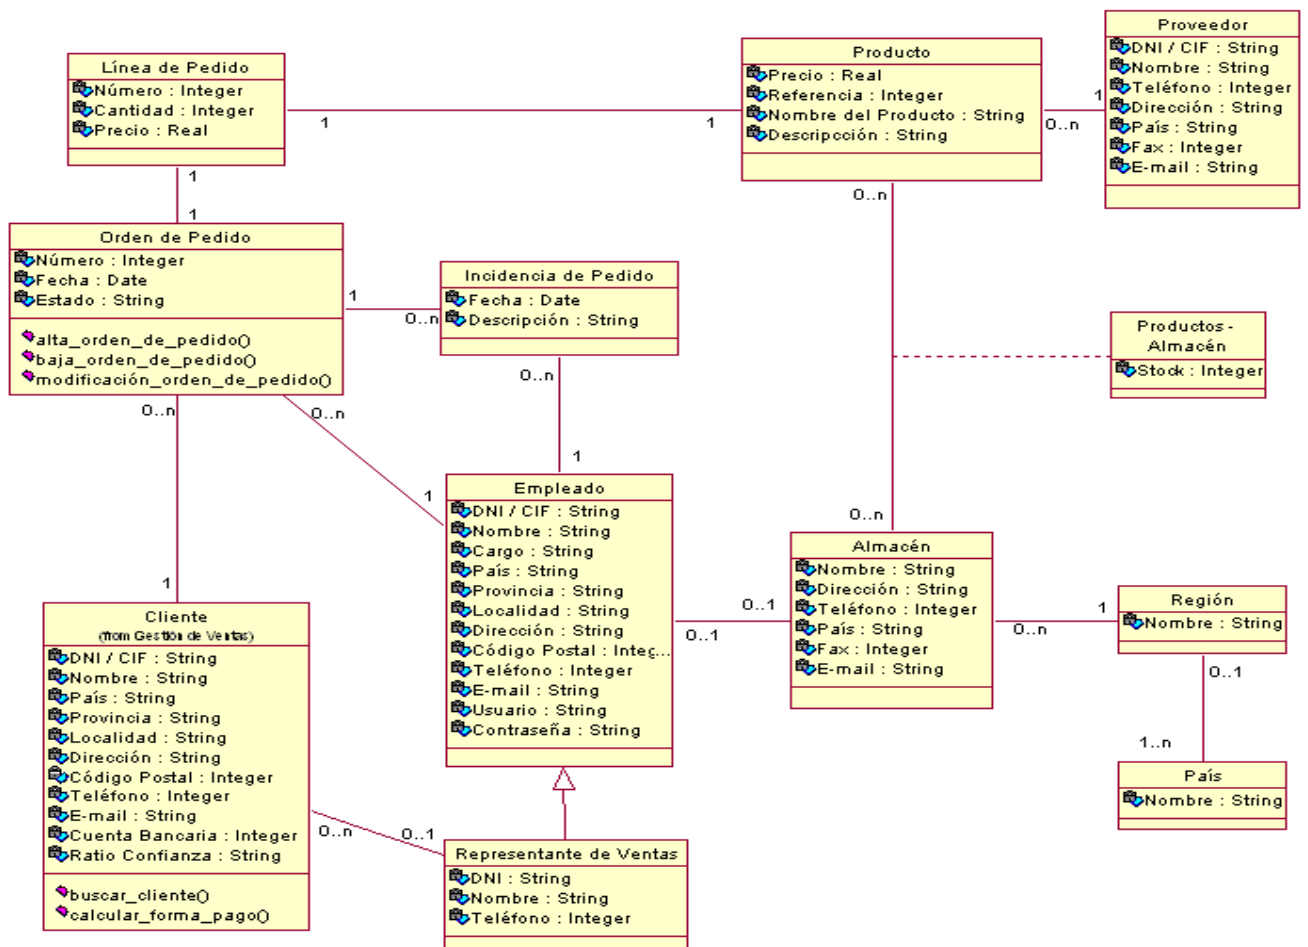 Línea de Pedido
Número : Integer
Cantidad : Integer
Precio : Real
1
1
Producto
Precio : Real
Referencia : Integer
Nombre del Producto : String
Descripcción : String
0..n
1
Proveedor
DNI / CIF : String
Nombre : String
Teléfono : Integer
Dirección : String
País : String
Fax : Integer
E-mail : String
1
1
Orden de Pedido
Número : Integer
Fecha : Date
Estado : String
alta_orden_de_pedido()
baja_orden_de_pedido()
modificación_orden_de_pedido()
1
0..n
Incidencia de Pedido
Fecha : Date
Descripción : String
0..n
0..n
Productos -
Almacén
Stock : Integer
0..n
0..n
1
1
0..n
1
Empleado
DNI / CIF : String
Nombre : String
Cargo : String
País : String
Provincia : String
Localidad : String
Dirección : String
Código Postal : Integ...
Teléfono : Integer
E-mail : String
Usuario : String
Contraseña : String
0..1
0..1
Almacén
Nombre : String
Dirección : String
Teléfono : Integer
País : String
Fax : Integer
E-mail : String
0..n
1
Región
Nombre : String
0..1
1..n
País
Nombre : String
Cliente
(from Gestión de Ventas)
DNI / CIF : String
Nombre : String
País : String
Provincia : String
Localidad : String
Dirección : String
Código Postal : Integer
Teléfono : Integer
E-mail : String
Cuenta Bancaria : Integer
Ratio Confianza : String
buscar_cliente()
calcular_forma_pago()
0..n
0..1
Representante de Ventas
DNI : String
Nombre : String
Teléfono : Integer